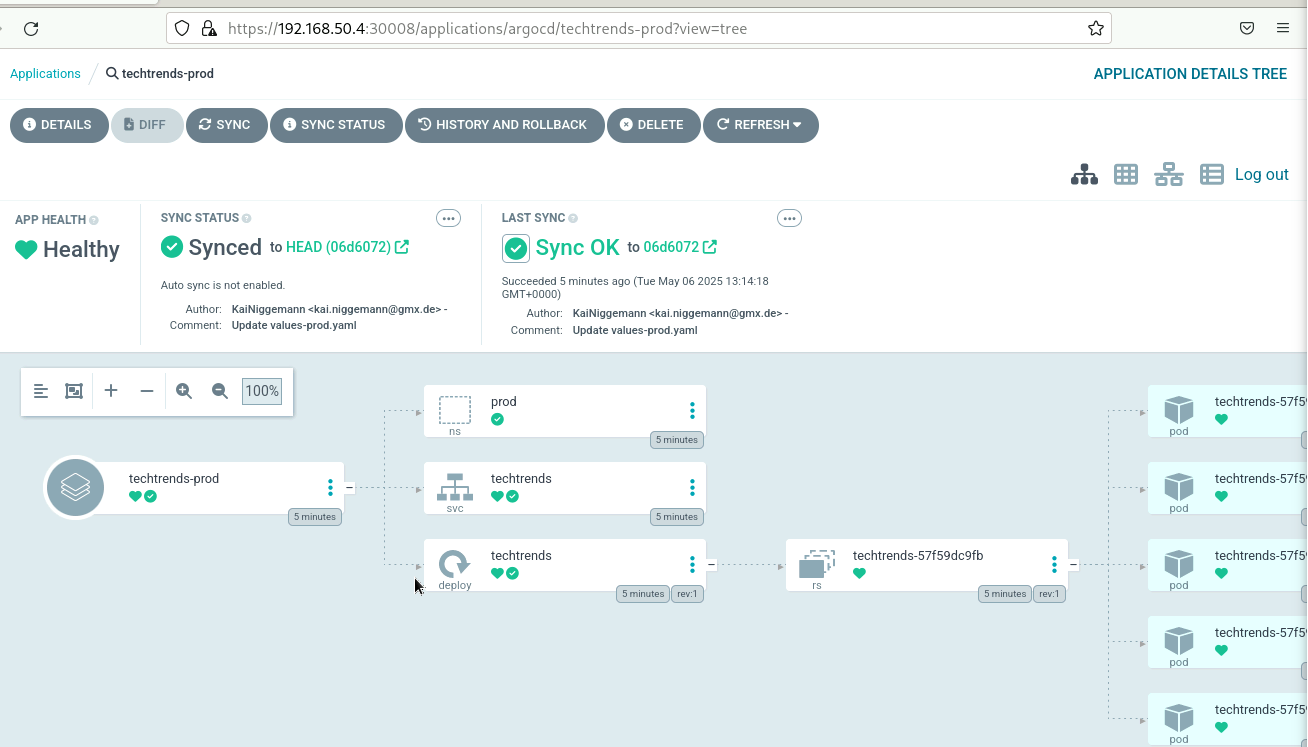 https://192.168.50.4:30008/applications/argocd/techtrends-prod?view=tree
Applications / techtrends-prod
APPLICATION DETAILS TREE
DETAILS DIFF SYNC SYNC STATUS HISTORY AND ROLLBACK DELETE REFRESH
Log out
APP HEALTH
Healthy
SYNC STATUS
Synced to HEAD (06d6072)
Auto sync is not enabled.
Author: KaiNiggemann <kai.niggemann@gmx.de> -
Comment: Update values-prod.yaml
LAST SYNC
Sync OK to 06d6072
Succeeded 5 minutes ago (Tue May 06 2025 13:14:18
GMT+0000)
Author: KaiNiggemann <kai.niggemann@gmx.de> -
Comment: Update values-prod.yaml
100%
techtrends-prod
5 minutes
prod
ns
5 minutes
techtrends
svc
5 minutes
techtrends
deploy
5 minutes rev:1
techtrends-57f59dc9fb
rs
5 minutes rev:1
techtrends-57f59
pod
techtrends-57f59
pod
techtrends-57f59
pod
techtrends-57f59
pod
techtrends-57f59
pod